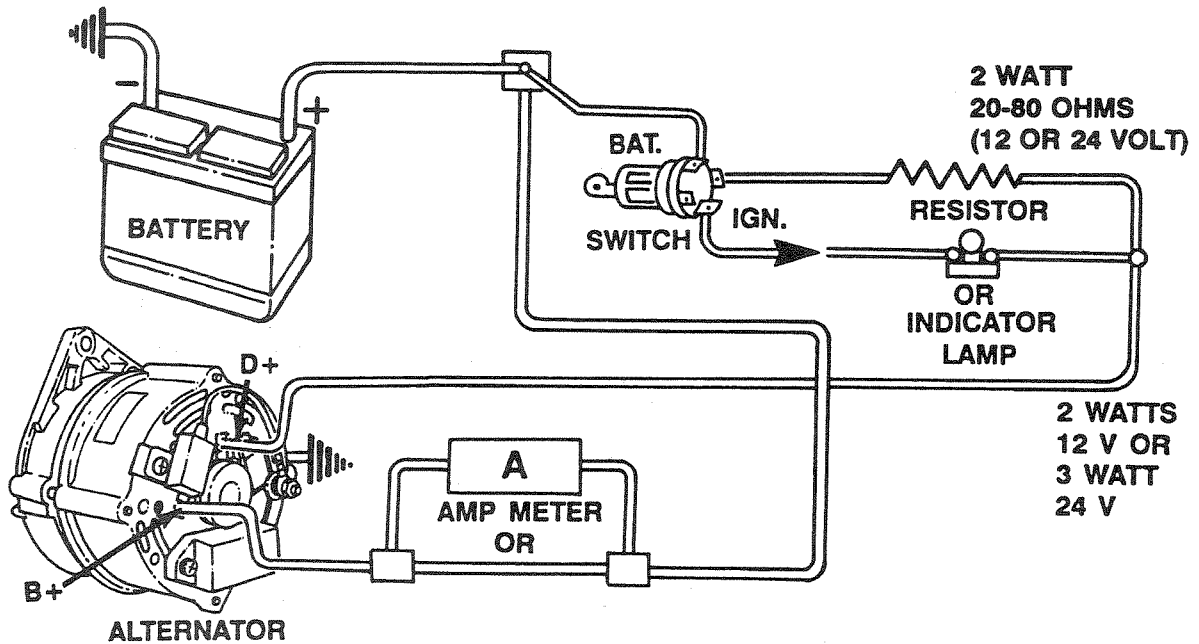 −
+
BATTERY
BAT.
SWITCH
IGN.
2 WATT
20-80 OHMS
(12 OR 24 VOLT)
RESISTOR
OR
INDICATOR
LAMP
D+
2 WATTS
12 V OR
3 WATT
24 V
A
AMP METER
OR
B+
ALTERNATOR